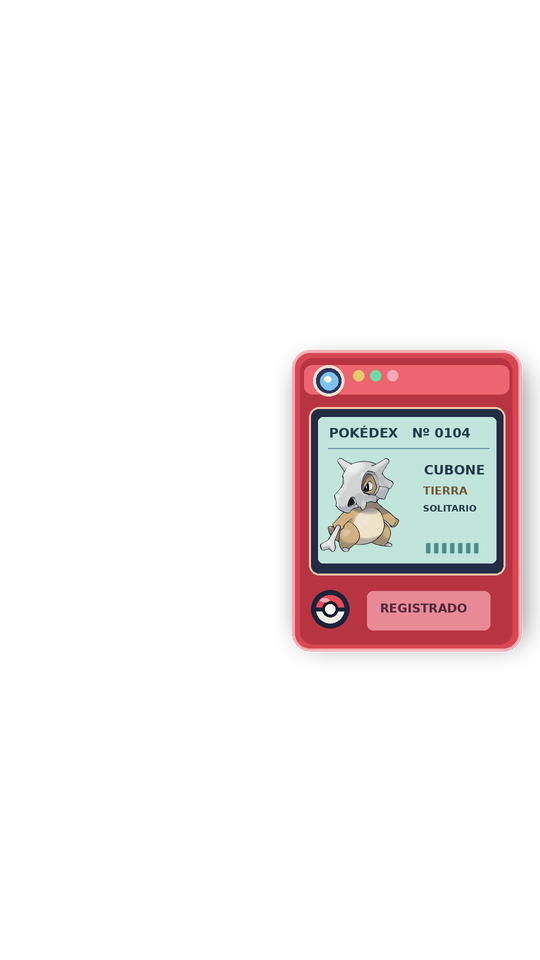 POKÉDEX Nº 0104
CUBONE
TIERRA
SOLITARIO
REGISTRADO